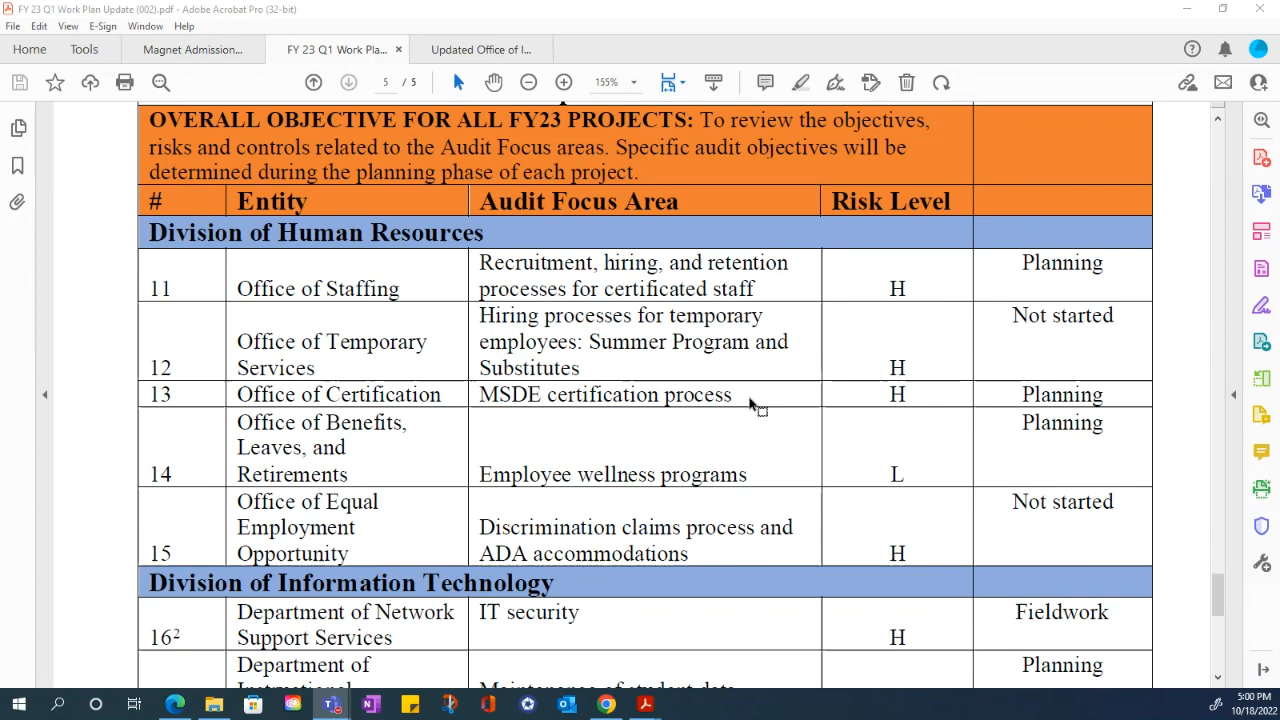 FY 23 Q1 Work Plan Update (002).pdf - Adobe Acrobat Pro (32-bit)
File Edit View E-Sign Window Help
Home Tools Magnet Admission... FY 23 Q1 Work Pla... × Updated Office of I...
5 / 5 155%
OVERALL OBJECTIVE FOR ALL FY23 PROJECTS: To review the objectives,
risks and controls related to the Audit Focus areas. Specific audit objectives will be
determined during the planning phase of each project.
# Entity Audit Focus Area Risk Level
Division of Human Resources
Recruitment, hiring, and retention Planning
11 Office of Staffing processes for certificated staff H
Hiring processes for temporary Not started
Office of Temporary employees: Summer Program and
12 Services Substitutes H
13 Office of Certification MSDE certification process H Planning
Office of Benefits, Planning
Leaves, and
14 Retirements Employee wellness programs L
Office of Equal Not started
Employment Discrimination claims process and
15 Opportunity ADA accommodations H
Division of Information Technology
Department of Network IT security Fieldwork
16² Support Services H
Department of Planning
Instructional Maintenance of student data
5:00 PM
10/18/2022